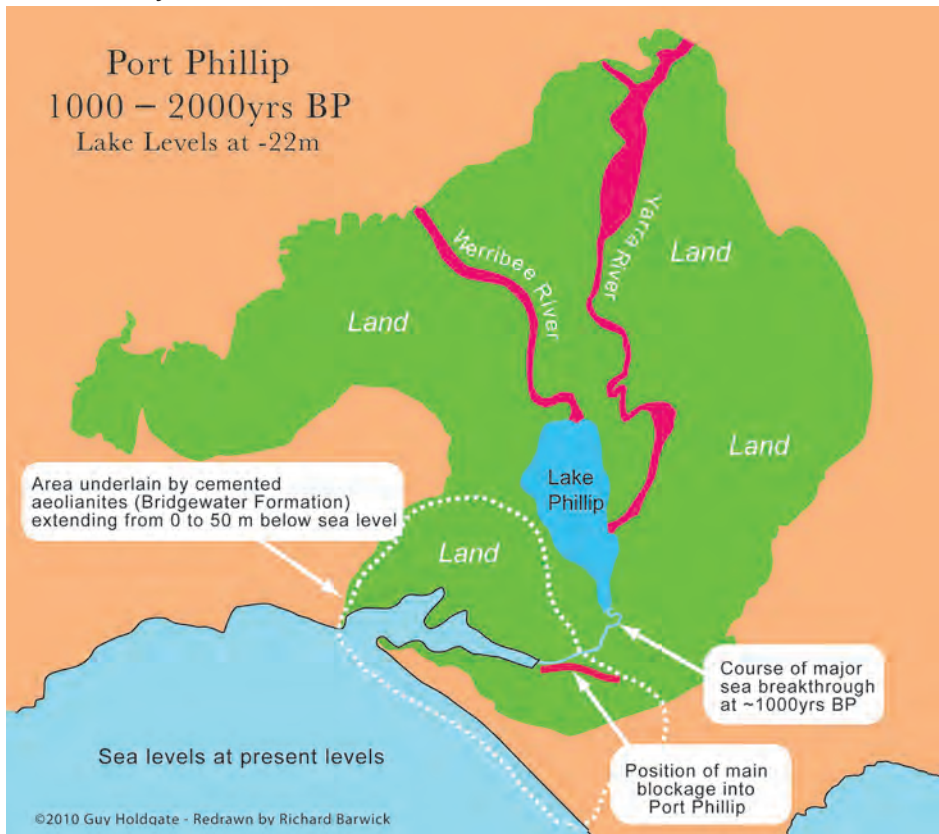 Port Phillip
1000 – 2000yrs BP
Lake Levels at -22m
Werribee River
Yarra River
Land
Land
Land
Lake
Phillip
Area underlain by cemented
aeolianites (Bridgewater Formation)
extending from 0 to 50 m below sea level
Land
Course of major
sea breakthrough
at ~1000yrs BP
Sea levels at present levels
Position of main
blockage into
Port Phillip
©2010 Guy Holdgate - Redrawn by Richard Barwick